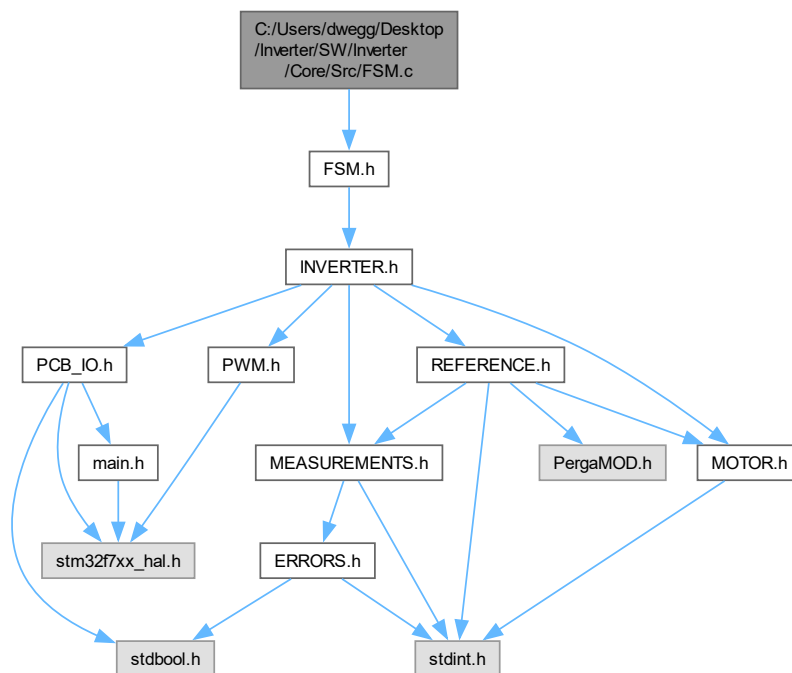 C:/Users/dwegg/Desktop
/Inverter/SW/Inverter
/Core/Src/FSM.c
FSM.h
INVERTER.h
PCB_IO.h
PWM.h
REFERENCE.h
main.h
MEASUREMENTS.h
PergaMOD.h
MOTOR.h
stm32f7xx_hal.h
ERRORS.h
stdbool.h
stdint.h